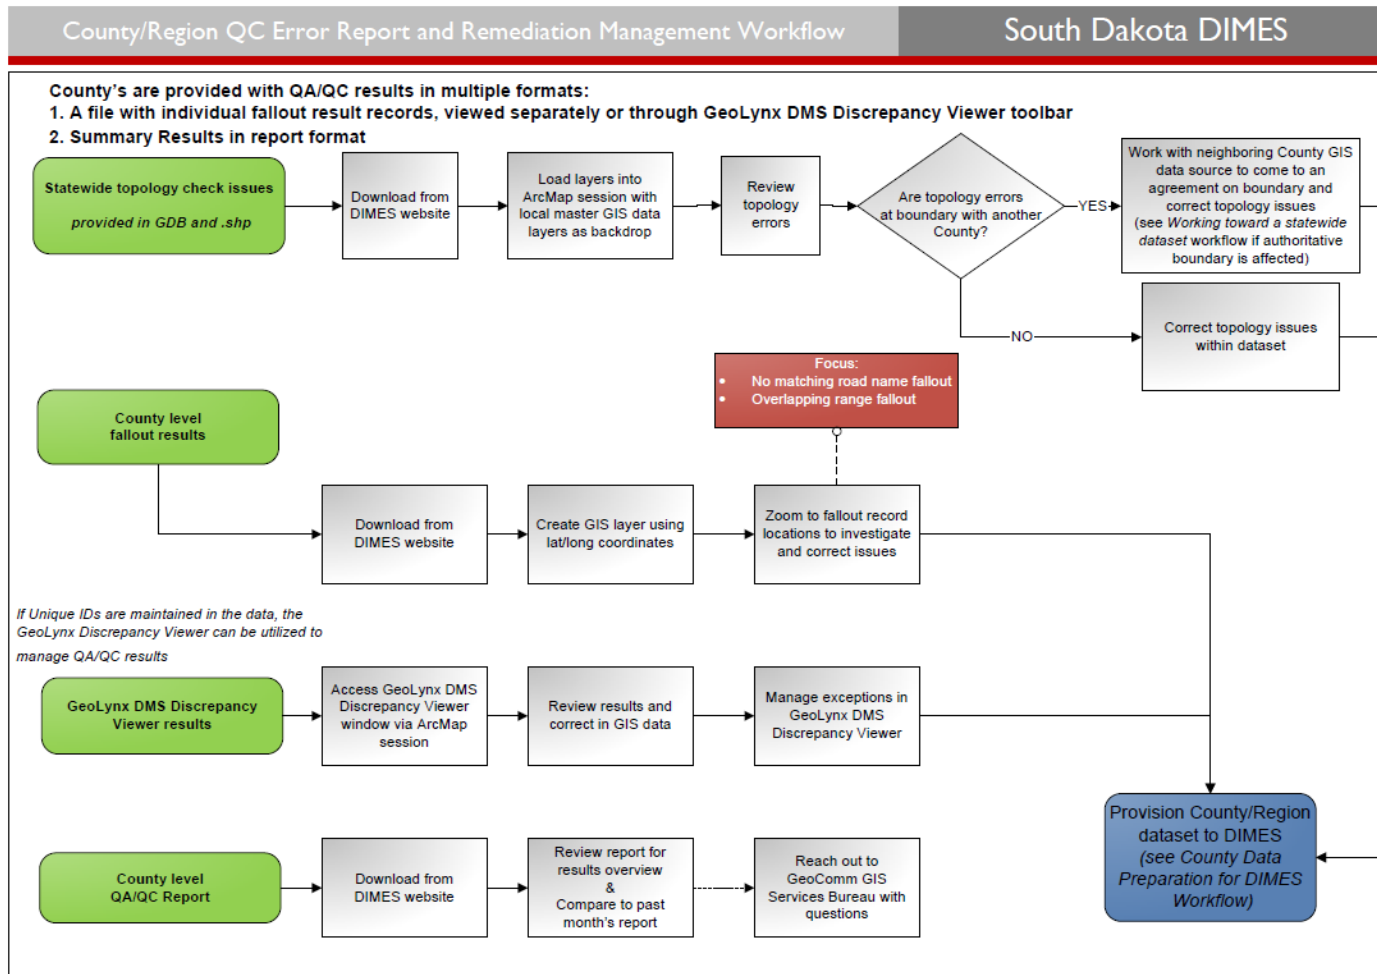 County/Region QC Error Report and Remediation Management Workflow
South Dakota DIMES
County's are provided with QA/QC results in multiple formats:
1. A file with individual fallout result records, viewed separately or through GeoLynx DMS Discrepancy Viewer toolbar
2. Summary Results in report format
Statewide topology check issues
provided in GDB and .shp
Download from
DIMES website
Load layers into
ArcMap session with
local master GIS data
layers as backdrop
Review
topology
errors
Are topology errors
at boundary with another
County?
YES
Work with neighboring County GIS
data source to come to an
agreement on boundary and
correct topology issues
(see Working toward a statewide
dataset workflow if authoritative
boundary is affected)
NO
Correct topology issues
within dataset
Focus:
• No matching road name fallout
• Overlapping range fallout
County level
fallout results
Download from
DIMES website
Create GIS layer using
lat/long coordinates
Zoom to fallout record
locations to investigate
and correct issues
If Unique IDs are maintained in the data, the
GeoLynx Discrepancy Viewer can be utilized to
manage QA/QC results
GeoLynx DMS Discrepancy
Viewer results
Access GeoLynx DMS
Discrepancy Viewer
window via ArcMap
session
Review results and
correct in GIS data
Manage exceptions in
GeoLynx DMS
Discrepancy Viewer
County level
QA/QC Report
Download from
DIMES website
Review report for
results overview
&
Compare to past
month's report
Reach out to
GeoComm GIS
Services Bureau with
questions
Provision County/Region
dataset to DIMES
(see County Data
Preparation for DIMES
Workflow)